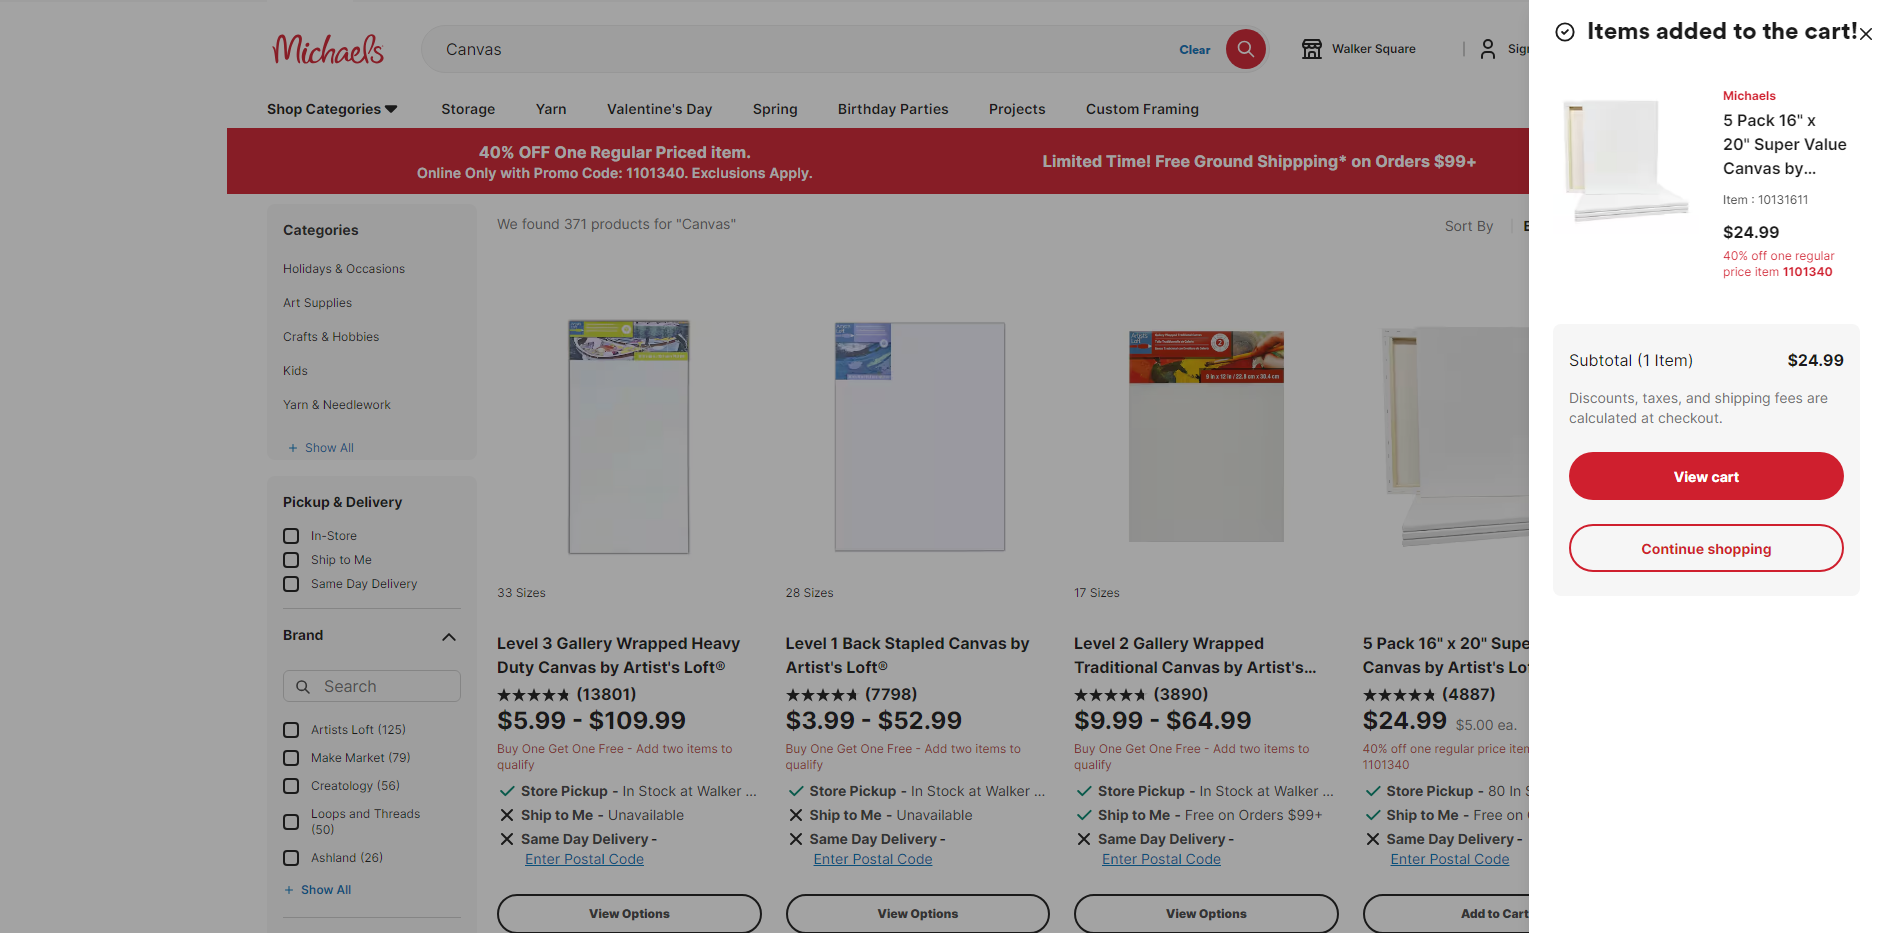 Michaels
Canvas
Clear
Walker Square
Shop Categories
Storage
Yarn
Valentine's Day
Spring
Birthday Parties
Projects
Custom Framing
40% OFF One Regular Priced item.
Online Only with Promo Code: 1101340. Exclusions Apply.
Limited Time! Free Ground Shippping* on Orders $99+
Categories
Holidays & Occasions
Art Supplies
Crafts & Hobbies
Kids
Yarn & Needlework
+ Show All
Pickup & Delivery
In-Store
Ship to Me
Same Day Delivery
Brand
Search
Artists Loft (125)
Make Market (79)
Creatology (56)
Loops and Threads
(50)
Ashland (26)
+ Show All
We found 371 products for "Canvas"
Sort By
33 Sizes
Level 3 Gallery Wrapped Heavy
Duty Canvas by Artist's Loft®
(13801)
$5.99 - $109.99
Buy One Get One Free - Add two items to
qualify
Store Pickup - In Stock at Walker ...
Ship to Me - Unavailable
Same Day Delivery -
Enter Postal Code
View Options
28 Sizes
Level 1 Back Stapled Canvas by
Artist's Loft®
(7798)
$3.99 - $52.99
Buy One Get One Free - Add two items to
qualify
Store Pickup - In Stock at Walker ...
Ship to Me - Unavailable
Same Day Delivery -
Enter Postal Code
View Options
17 Sizes
Level 2 Gallery Wrapped
Traditional Canvas by Artist's...
(3890)
$9.99 - $64.99
Buy One Get One Free - Add two items to
qualify
Store Pickup - In Stock at Walker ...
Ship to Me - Free on Orders $99+
Same Day Delivery -
Enter Postal Code
View Options
5 Pack 16" x 20" Supe
Canvas by Artist's Lo
(4887)
$24.99 $5.00 ea.
40% off one regular price item
1101340
Store Pickup - 80 In S
Ship to Me - Free on
Same Day Delivery -
Enter Postal Code
Add to Cart
Items added to the cart!
Michaels
5 Pack 16" x
20" Super Value
Canvas by...
Item : 10131611
$24.99
40% off one regular
price item 1101340
Subtotal (1 Item) $24.99
Discounts, taxes, and shipping fees are
calculated at checkout.
View cart
Continue shopping